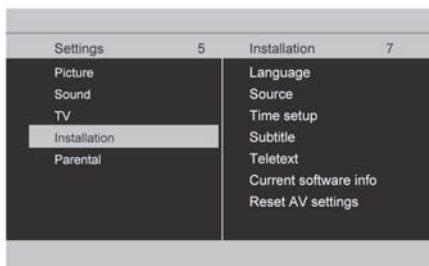 Settings 5
Picture
Sound
TV
Installation
Parental
Installation 7
Language
Source
Time setup
Subtitle
Teletext
Current software info
Reset AV settings